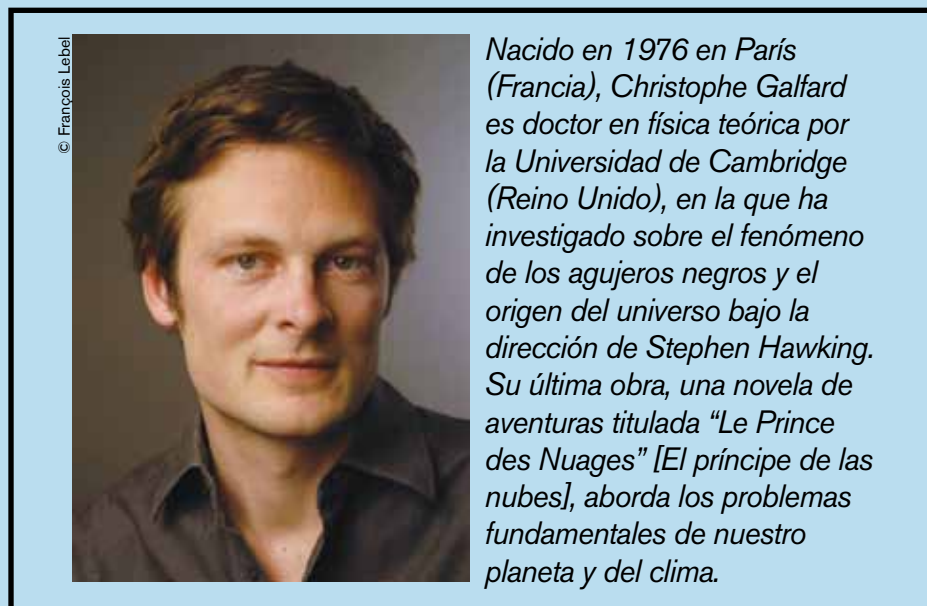 © François Lebel
Nacido en 1976 en París
(Francia), Christophe Galfard
es doctor en física teórica por
la Universidad de Cambridge
(Reino Unido), en la que ha
investigado sobre el fenómeno
de los agujeros negros y el
origen del universo bajo la
dirección de Stephen Hawking.
Su última obra, una novela de
aventuras titulada “Le Prince
des Nuages” [El príncipe de las
nubes], aborda los problemas
fundamentales de nuestro
planeta y del clima.